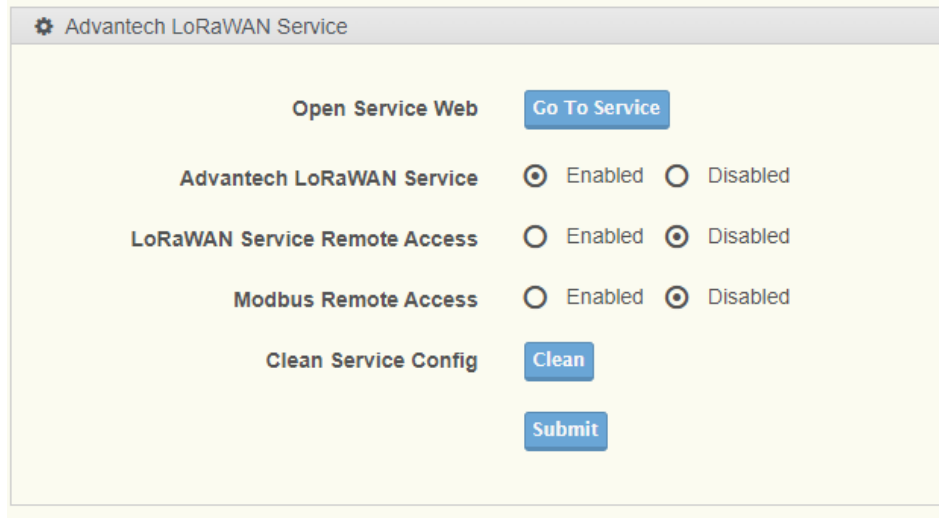 Advantech LoRaWAN Service
Open Service Web Go To Service
Advantech LoRaWAN Service Enabled Disabled
LoRaWAN Service Remote Access Enabled Disabled
Modbus Remote Access Enabled Disabled
Clean Service Config Clean
Submit